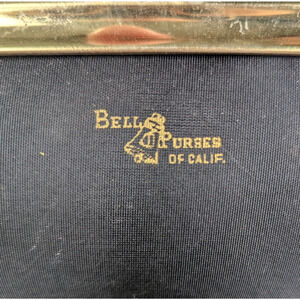 BELL
PURSES
OF CALIF.